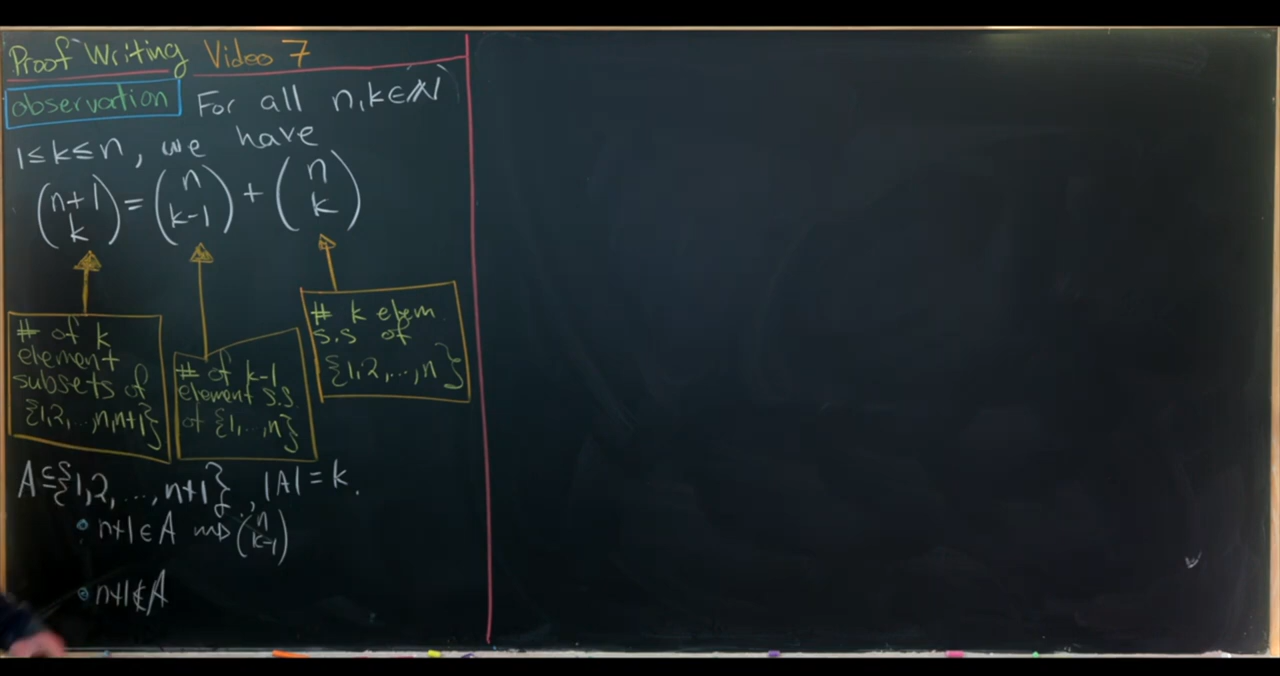 Proof Writing Video 7
observation For all n,k∈ℕ
1≤k≤n, we have
(n+1 k) = (n k-1) + (n k)
# of k
element
subsets of
{1,2,...,n,n+1}
# of k-1
element s.s.
of {1,...,n}
# k elem
s.s of
{1,2,...,n}
A⊆{1,2,...,n+1}, |A|=k.
• n+1∈A ⇝ (n k-1)
• n+1∉A